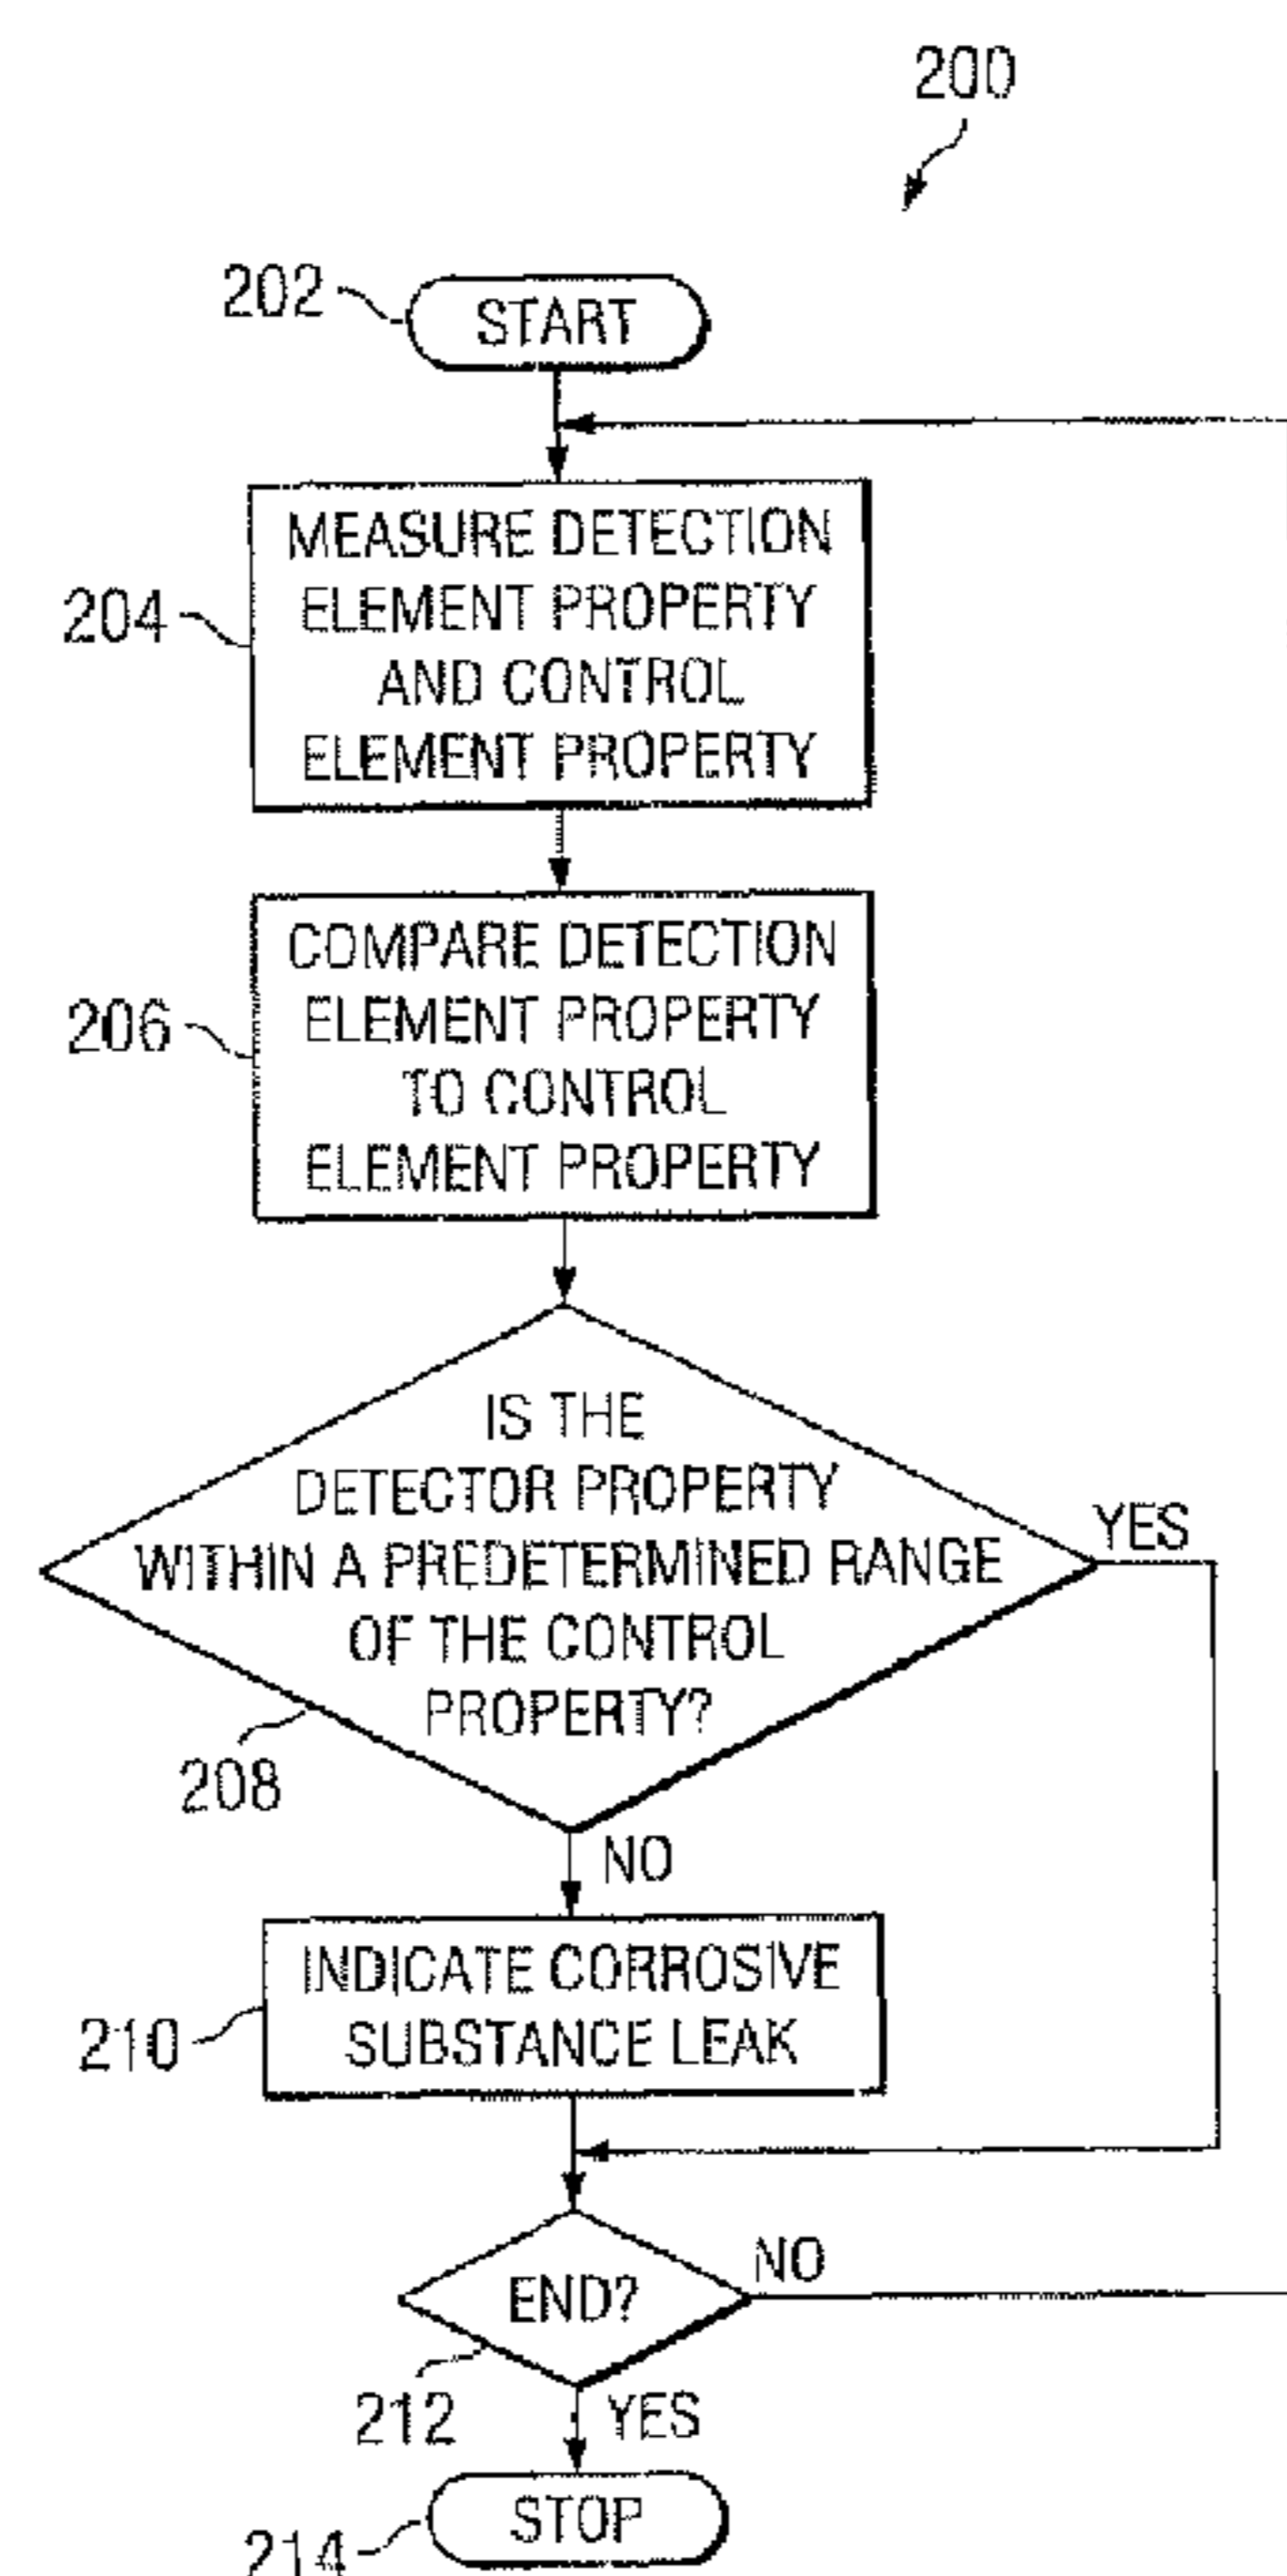 200
202
START
MEASURE DETECTION
ELEMENT PROPERTY
AND CONTROL
ELEMENT PROPERTY
204
COMPARE DETECTION
ELEMENT PROPERTY
TO CONTROL
ELEMENT PROPERTY
206
IS THE
DETECTOR PROPERTY
WITHIN A PREDETERMINED RANGE
OF THE CONTROL
PROPERTY?
YES
208
NO
INDICATE CORROSIVE
SUBSTANCE LEAK
210
END?
NO
212
YES
STOP
214